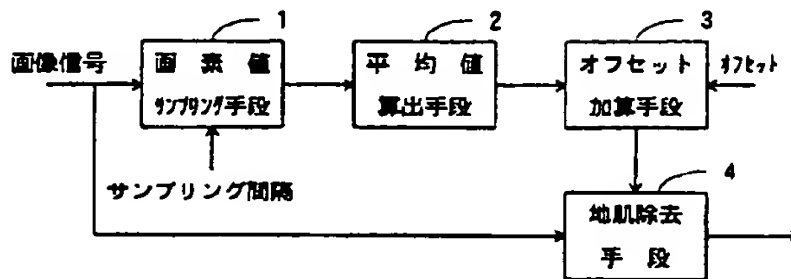 1
2
3
画像信号
画素値
サンプリング手段
平均値
算出手段
オフセット
加算手段
オフセット
サンプリング間隔
4
地肌除去
手段